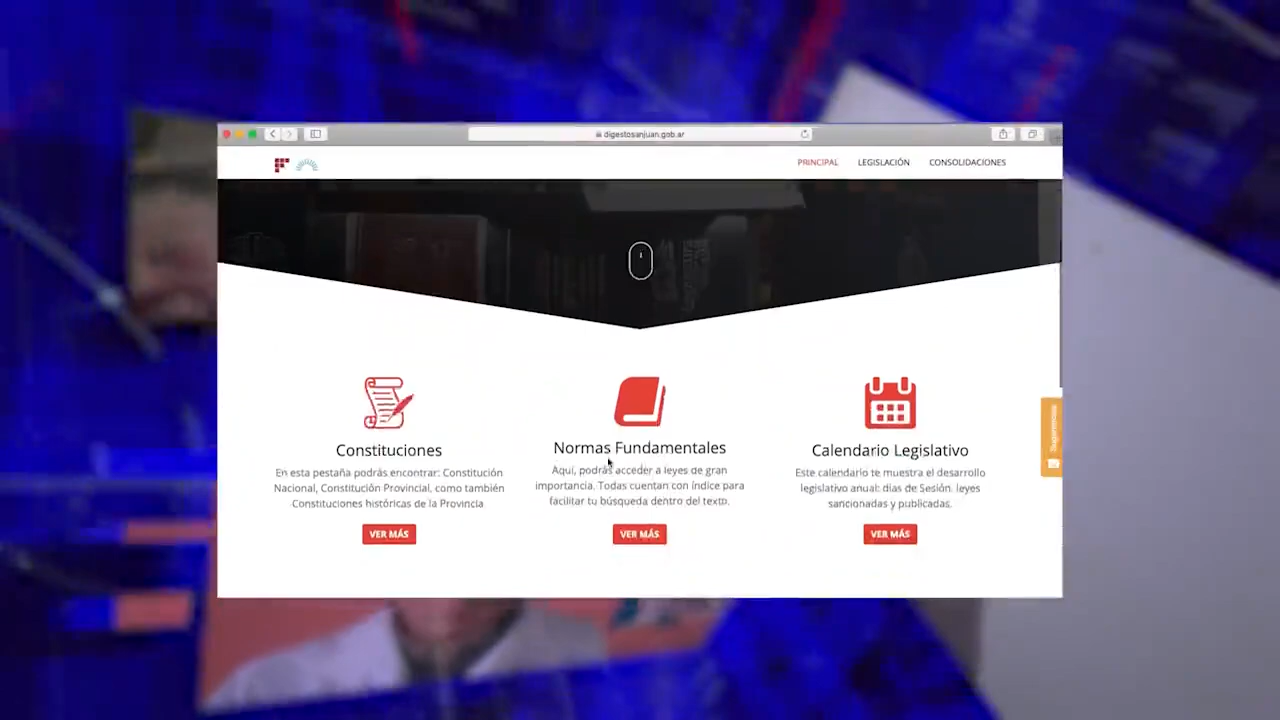 digestosanjuan.gob.ar
PRINCIPAL LEGISLACIÓN CONSOLIDACIONES
Constituciones
En esta pestaña podrás encontrar: Constitución
Nacional, Constitución Provincial, como también
Constituciones históricas de la Provincia
VER MÁS
Normas Fundamentales
Aquí, podrás acceder a leyes de gran
importancia. Todas cuentan con índice para
facilitar tu búsqueda dentro del texto.
VER MÁS
Calendario Legislativo
Este calendario te muestra el desarrollo
legislativo anual: días de Sesión, leyes
sancionadas y publicadas.
VER MÁS
Sugerencias